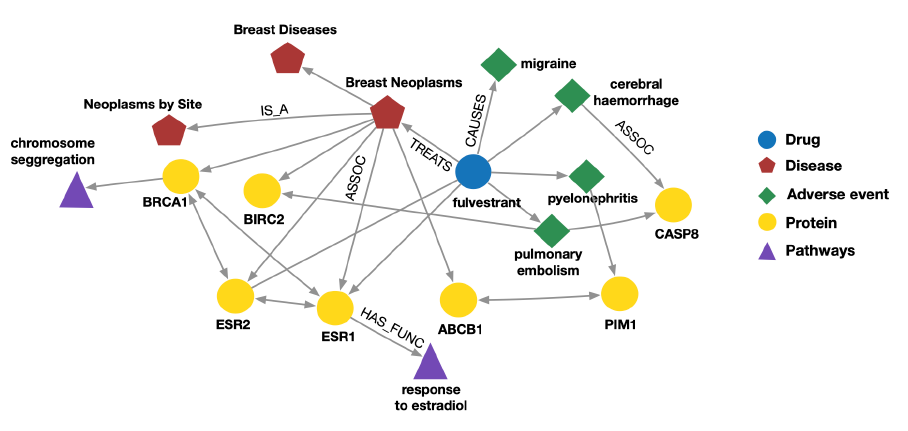 Breast Diseases
migraine
Breast Neoplasms
cerebral
haemorrhage
Neoplasms by Site
IS_A
CAUSES
ASSOC
chromosome
seggregation
TREATS
ASSOC
Drug
Disease
Adverse event
Protein
Pathways
BRCA1
BIRC2
fulvestrant
pyelonephritis
CASP8
pulmonary
embolism
ESR2
ESR1
HAS_FUNC
ABCB1
PIM1
response
to estradiol